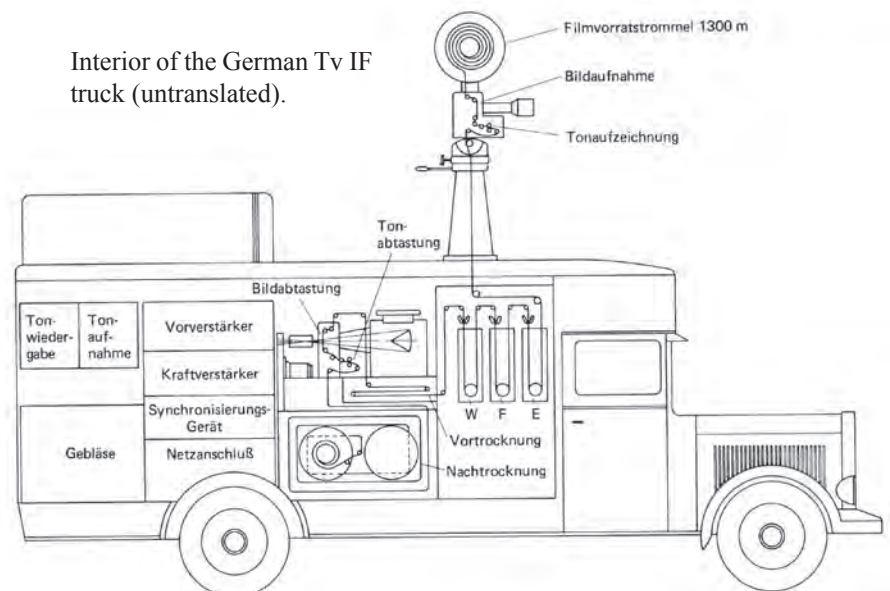 Interior of the German Tv IF
truck (untranslated).
Filmvorratstrommel 1300 m
Bildaufnahme
Tonaufzeichnung
Ton-
abtastung
Bildabtastung
Ton-
wieder-
gabe
Ton-
auf-
nahme
Vorverstärker
Kraftverstärker
Synchronisierungs-
Gerät
Gebläse
Netzanschluß
W F E
Vortrocknung
Nachtrocknung